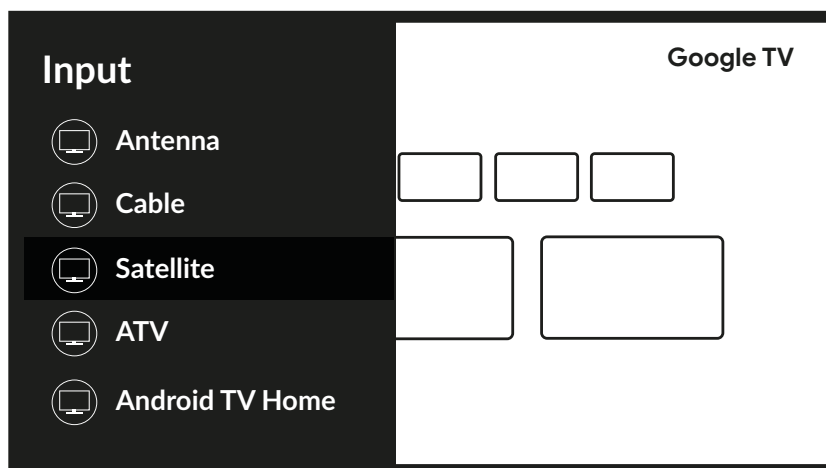 Input
Google TV
Antenna
Cable
Satellite
ATV
Android TV Home